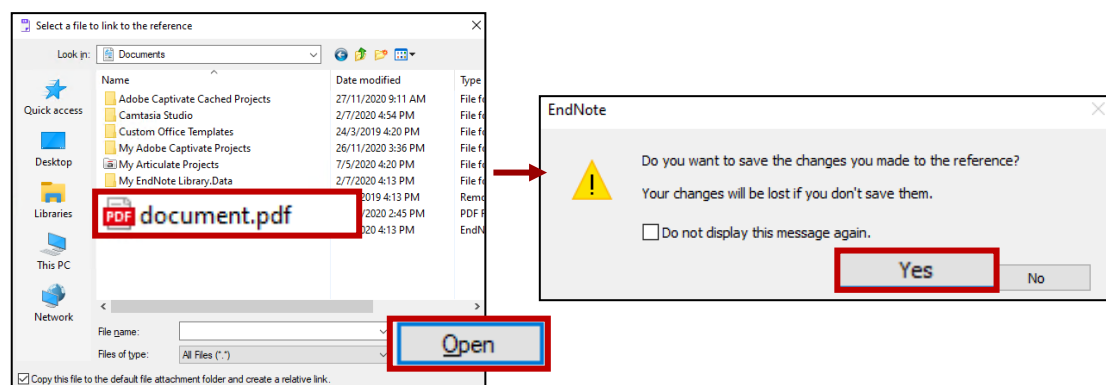 Select a file to link to the reference
Look in: Documents
Name Date modified Type
Quick access
Desktop
Libraries
This PC
Network
Adobe Captivate Cached Projects 27/11/2020 9:11 AM File fo
Camtasia Studio 2/7/2020 4:54 PM File fo
Custom Office Templates 24/3/2019 4:20 PM File fo
My Adobe Captivate Projects 26/11/2020 3:36 PM File fo
My Articulate Projects 7/5/2020 4:20 PM File fo
My EndNote Library.Data 2/7/2020 4:13 PM File fo
2019 4:13 PM Remo
PDF document.pdf
2020 2:45 PM PDF F
020 4:13 PM EndN
File name:
Open
Files of type: All Files (*.*)
Copy this file to the default file attachment folder and create a relative link.
EndNote
Do you want to save the changes you made to the reference?
Your changes will be lost if you don't save them.
Do not display this message again.
Yes
No